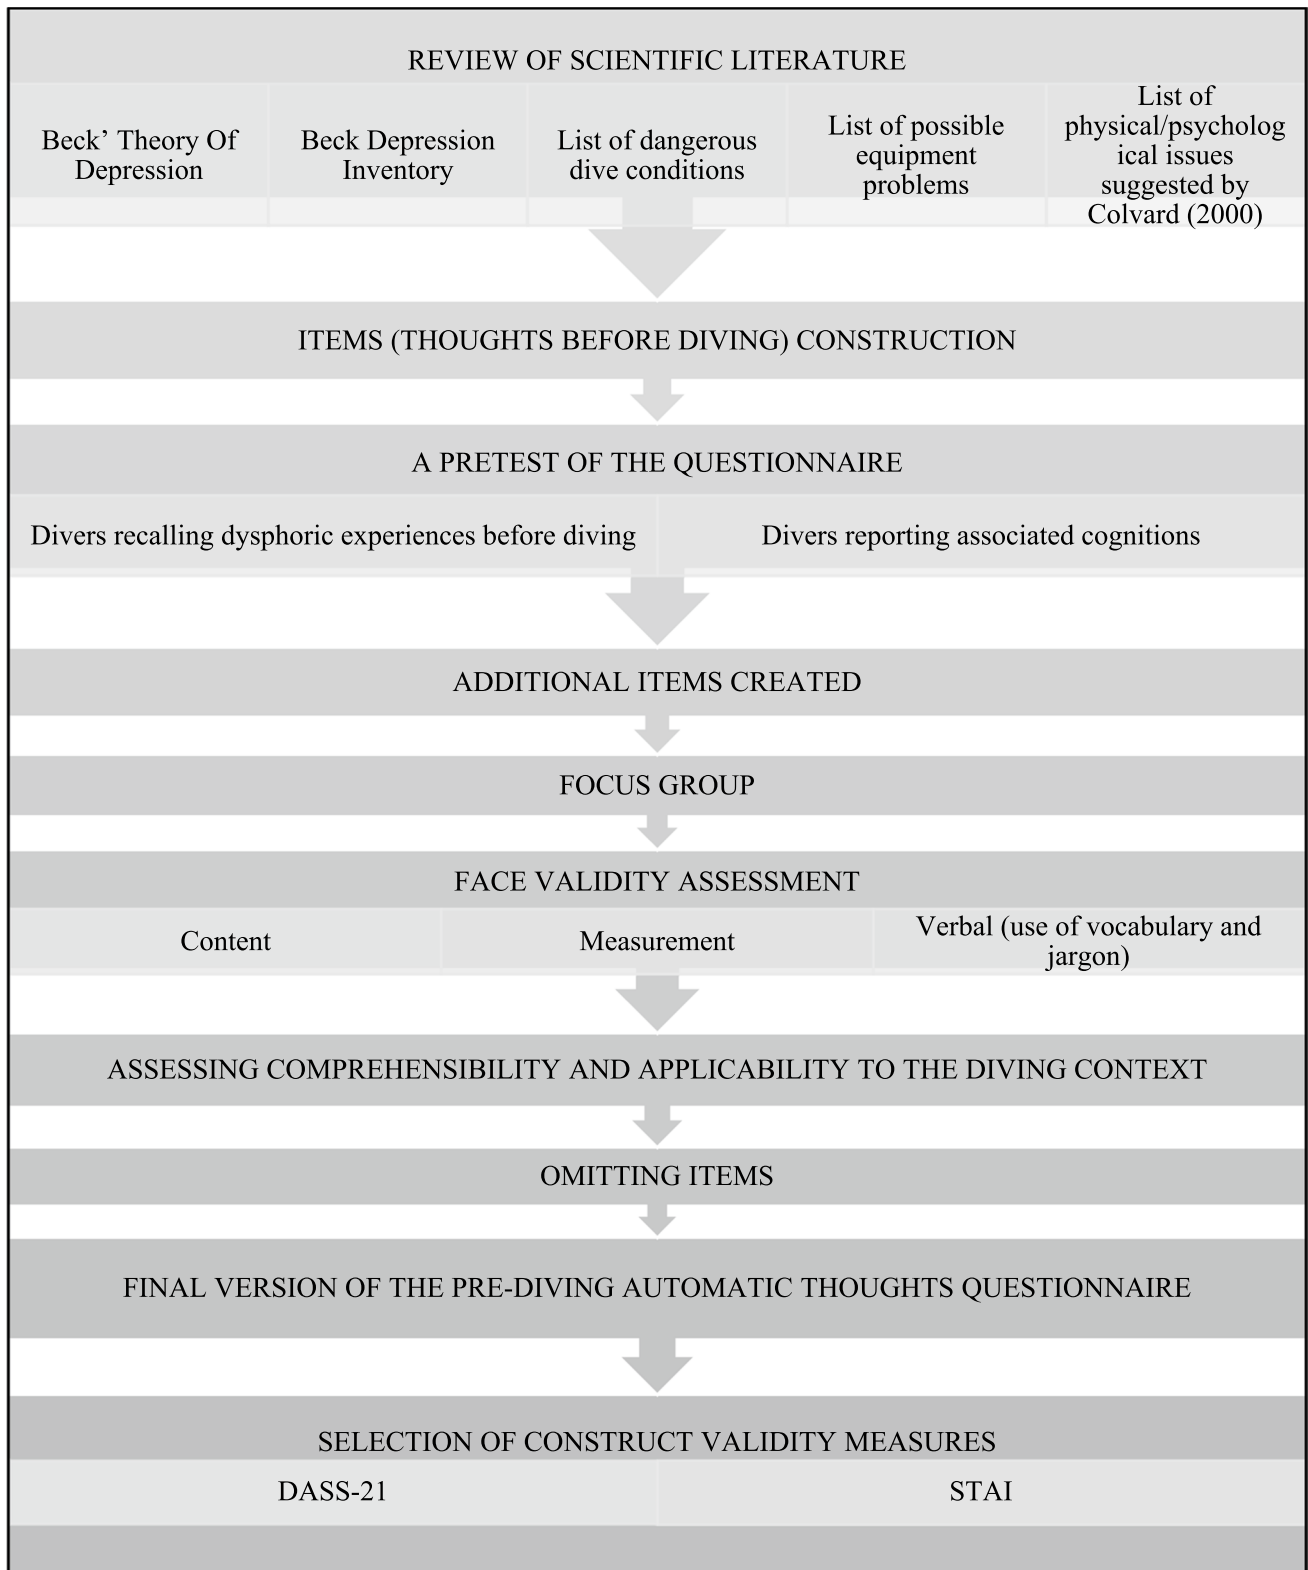 REVIEW OF SCIENTIFIC LITERATURE
Beck’ Theory Of
Depression
Beck Depression
Inventory
List of dangerous
dive conditions
List of possible
equipment
problems
List of
physical/psycholog
ical issues
suggested by
Colvard (2000)
ITEMS (THOUGHTS BEFORE DIVING) CONSTRUCTION
A PRETEST OF THE QUESTIONNAIRE
Divers recalling dysphoric experiences before diving
Divers reporting associated cognitions
ADDITIONAL ITEMS CREATED
FOCUS GROUP
FACE VALIDITY ASSESSMENT
Content
Measurement
Verbal (use of vocabulary and
jargon)
ASSESSING COMPREHENSIBILITY AND APPLICABILITY TO THE DIVING CONTEXT
OMITTING ITEMS
FINAL VERSION OF THE PRE-DIVING AUTOMATIC THOUGHTS QUESTIONNAIRE
SELECTION OF CONSTRUCT VALIDITY MEASURES
DASS-21
STAI